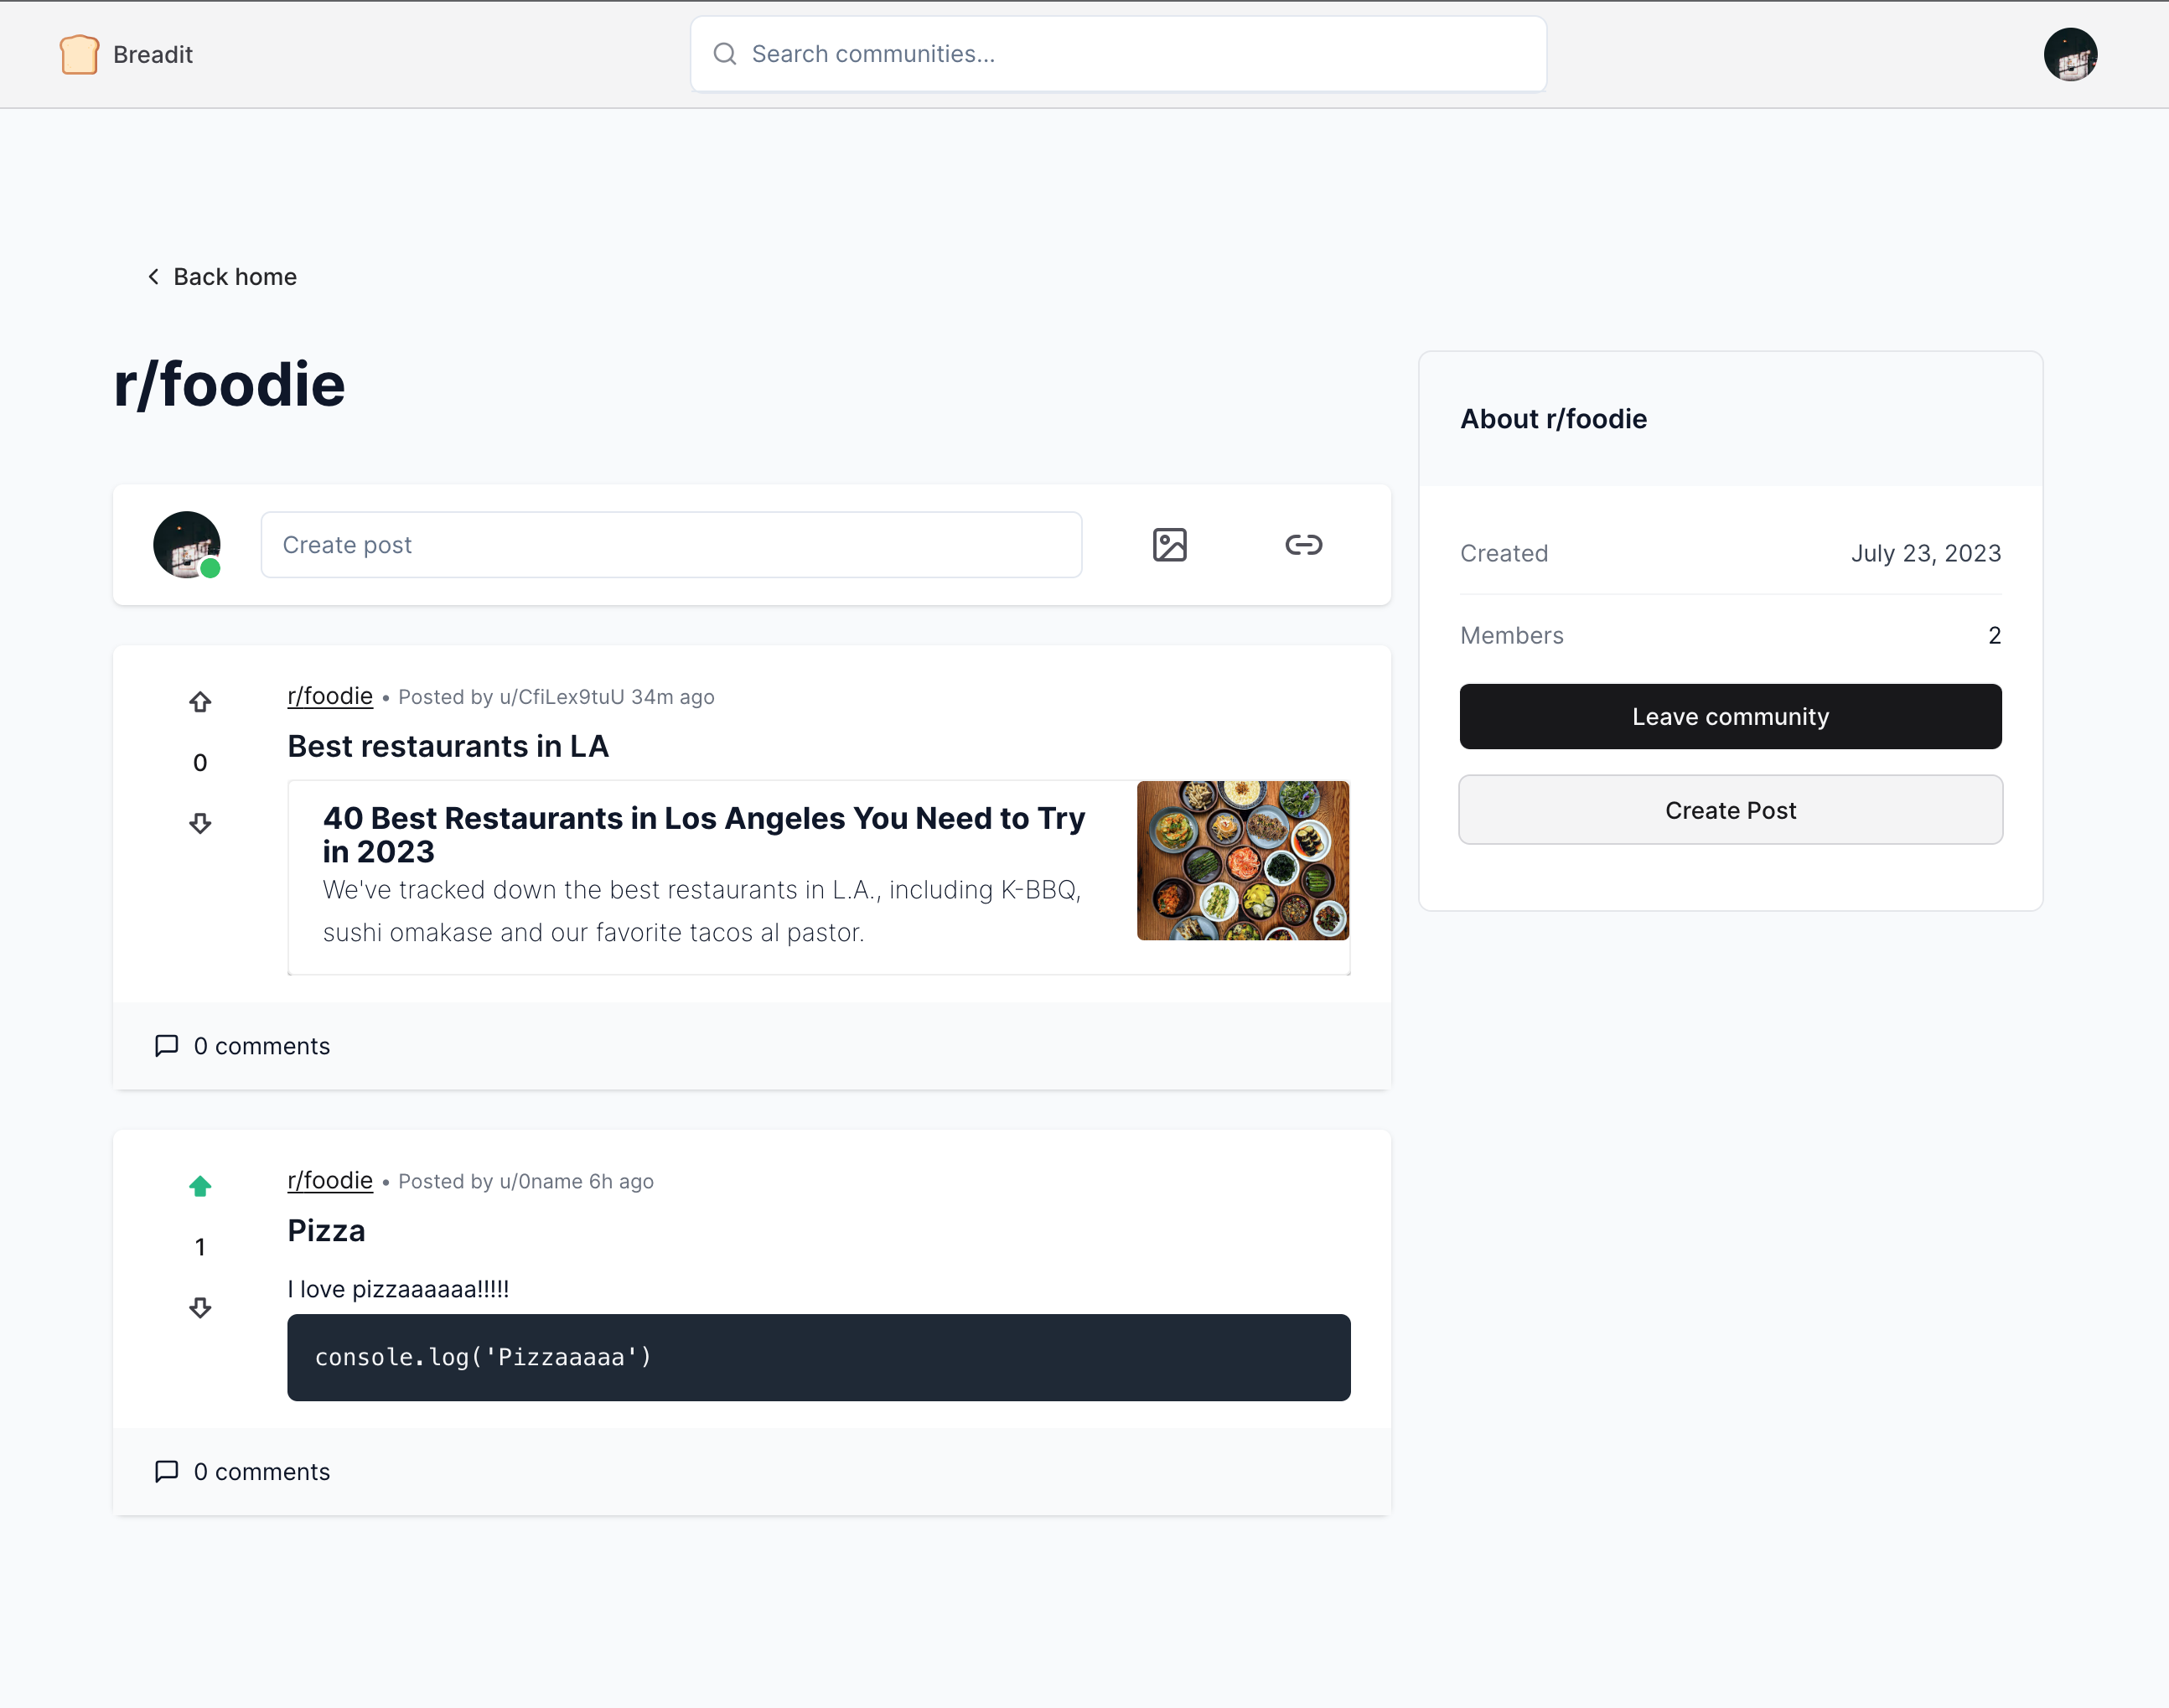 Breadit
Search communities...
Back home
r/foodie
Create post
r/foodie • Posted by u/CfiLex9tuU 34m ago
0
Best restaurants in LA
40 Best Restaurants in Los Angeles You Need to Try
in 2023
We've tracked down the best restaurants in L.A., including K-BBQ,
sushi omakase and our favorite tacos al pastor.
0 comments
r/foodie • Posted by u/0name 6h ago
1
Pizza
I love pizzaaaaaa!!!!!
console.log('Pizzaaaaa')
0 comments
About r/foodie
Created July 23, 2023
Members 2
Leave community
Create Post